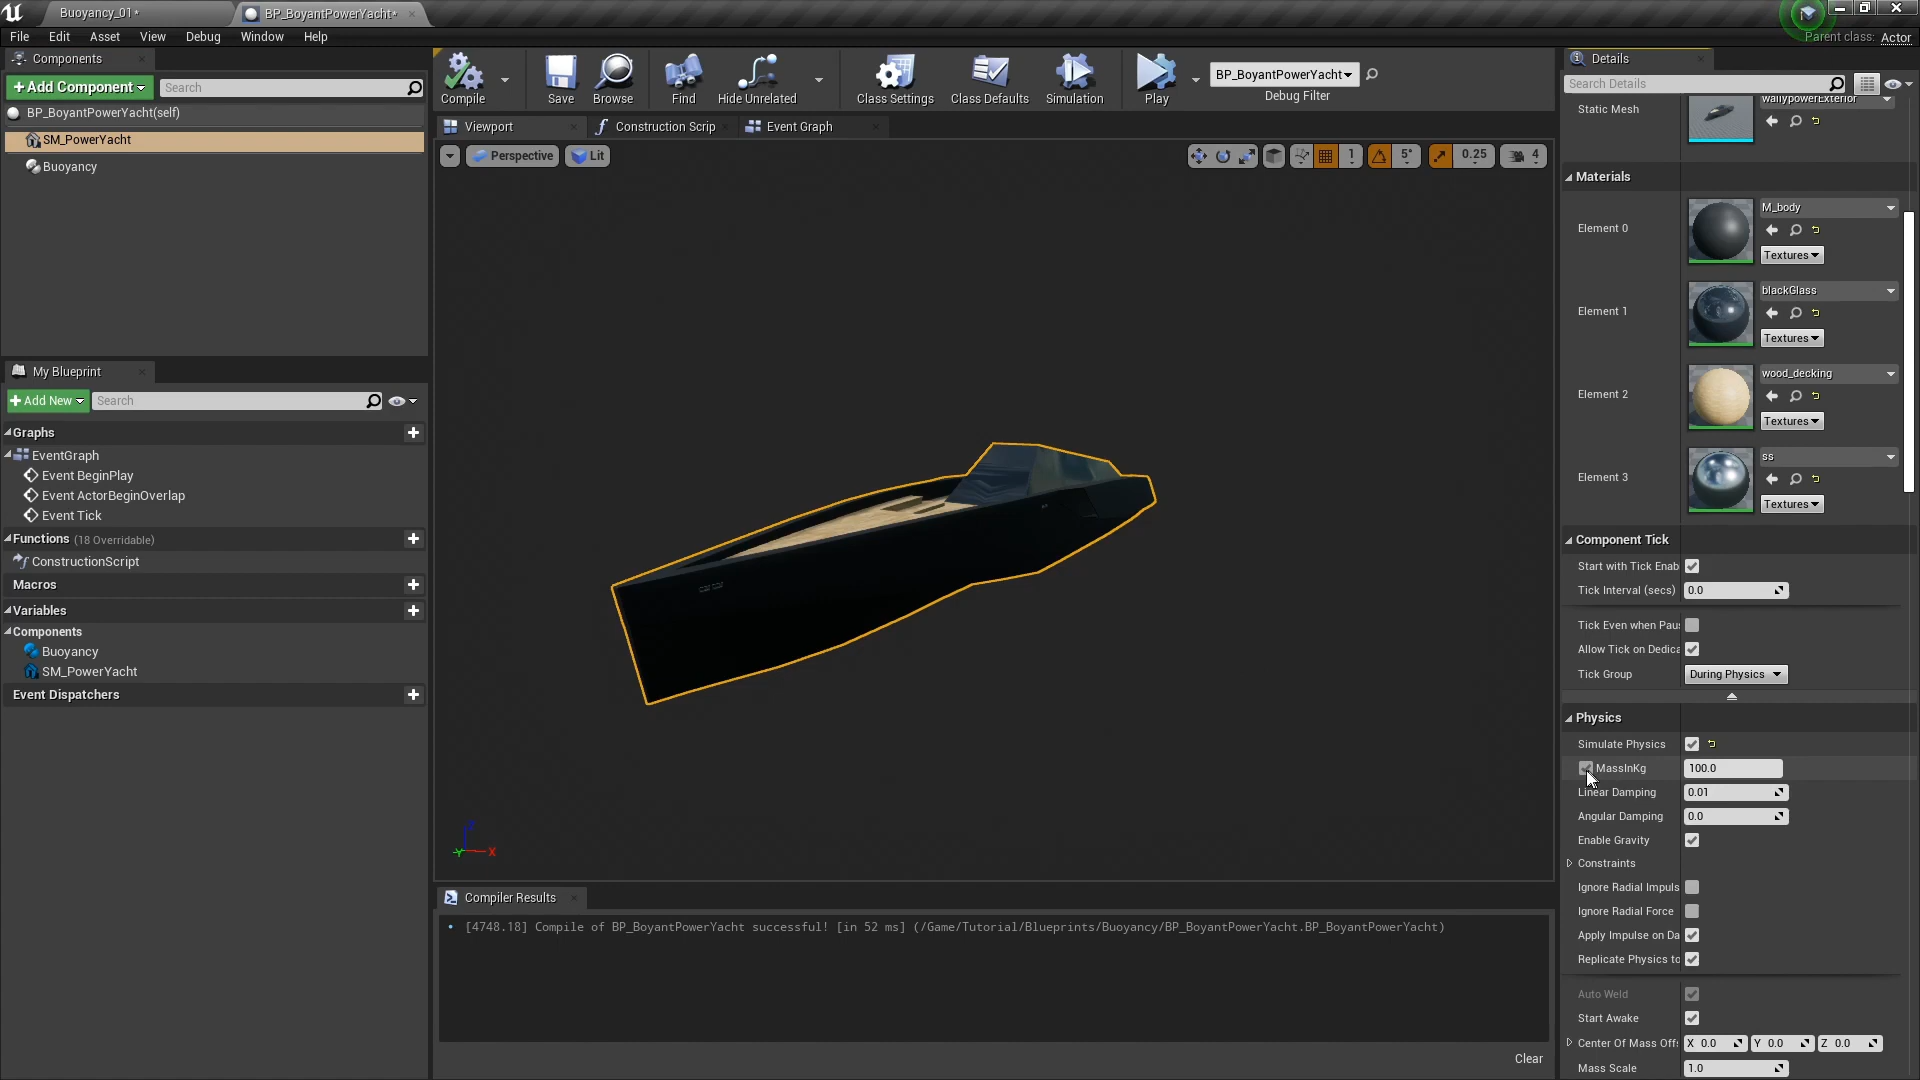 Buoyancy_01*
BP_BoyantPowerYacht*
File Edit Asset View Debug Window Help
Parent class: Actor
Components
+Add Component
Search
BP_BoyantPowerYacht(self)
SM_PowerYacht
Buoyancy
My Blueprint
+Add New
Search
Graphs
EventGraph
Event BeginPlay
Event ActorBeginOverlap
Event Tick
Functions (18 Overridable)
ConstructionScript
Macros
Variables
Components
Buoyancy
SM_PowerYacht
Event Dispatchers
Compile
Save
Browse
Find
Hide Unrelated
Class Settings
Class Defaults
Simulation
Play
BP_BoyantPowerYacht
Debug Filter
Viewport
Construction Scrip
Event Graph
Perspective
Lit
1
5°
0.25
4
Z
Y
X
Compiler Results
[4748.18] Compile of BP_BoyantPowerYacht successful! [in 52 ms] (/Game/Tutorial/Blueprints/Buoyancy/BP_BoyantPowerYacht.BP_BoyantPowerYacht)
Clear
Details
Search Details
Static Mesh
wallypowerExterior
Materials
Element 0
M_body
Textures
Element 1
blackGlass
Textures
Element 2
wood_decking
Textures
Element 3
ss
Textures
Component Tick
Start with Tick Enab
Tick Interval (secs) 0.0
Tick Even when Paus
Allow Tick on Dedica
Tick Group During Physics
Physics
Simulate Physics
MassInKg 100.0
Linear Damping 0.01
Angular Damping 0.0
Enable Gravity
Constraints
Ignore Radial Impuls
Ignore Radial Force
Apply Impulse on Da
Replicate Physics to
Auto Weld
Start Awake
Center Of Mass Off: X 0.0 Y 0.0 Z 0.0
Mass Scale 1.0